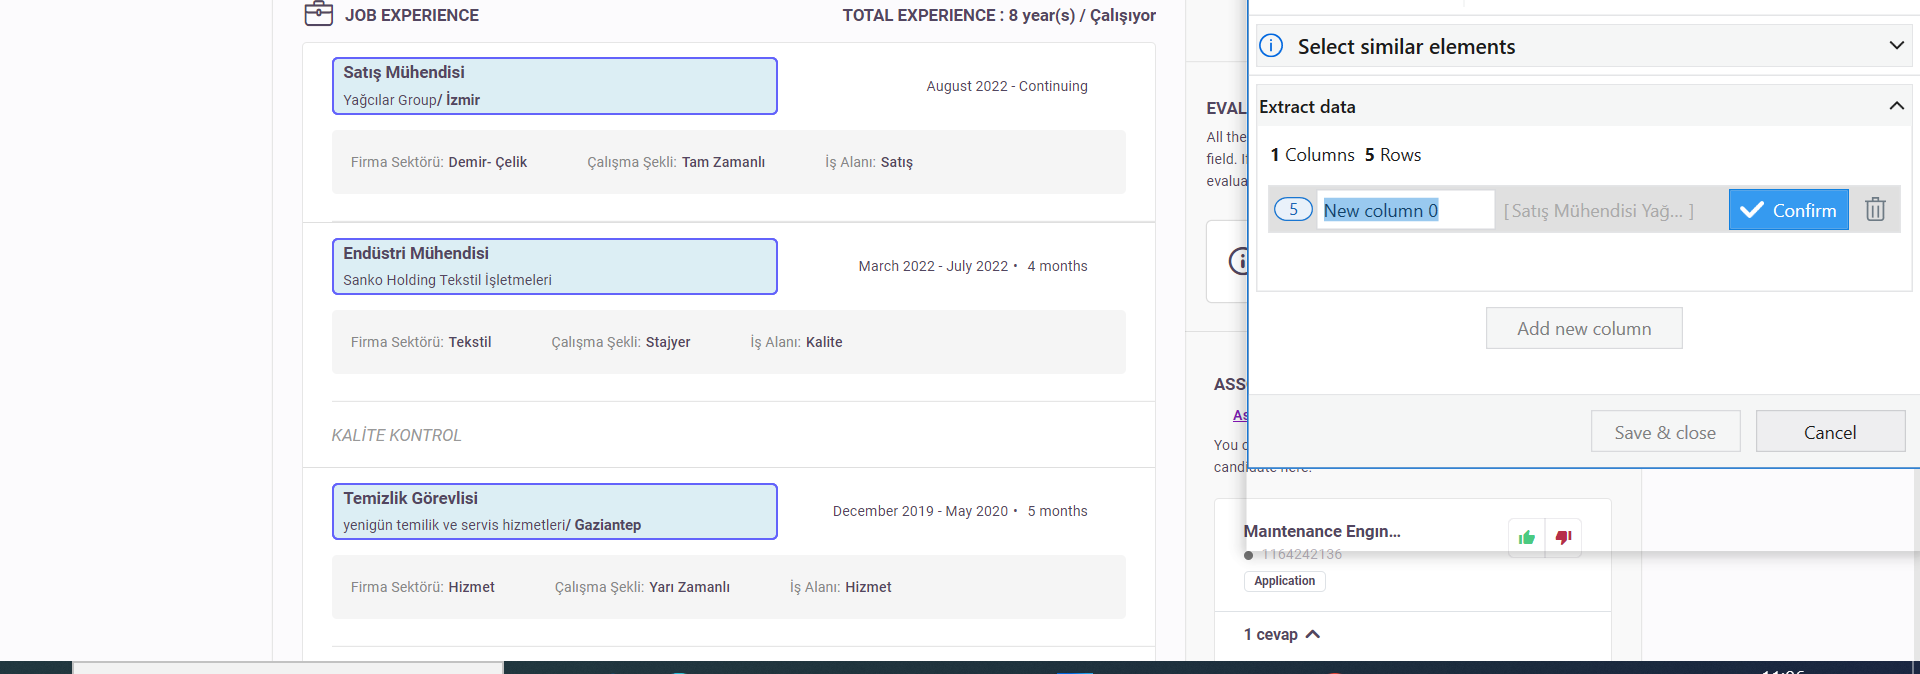 JOB EXPERIENCE
TOTAL EXPERIENCE : 8 year(s) / Çalışıyor
Satış Mühendisi
Yağcılar Group/ İzmir
August 2022 - Continuing
Firma Sektörü: Demir- Çelik Çalışma Şekli: Tam Zamanlı İş Alanı: Satış
Endüstri Mühendisi
Sanko Holding Tekstil İşletmeleri
March 2022 - July 2022 • 4 months
Firma Sektörü: Tekstil Çalışma Şekli: Stajyer İş Alanı: Kalite
KALİTE KONTROL
Temizlik Görevlisi
yenigün temilik ve servis hizmetleri/ Gaziantep
December 2019 - May 2020 • 5 months
Firma Sektörü: Hizmet Çalışma Şekli: Yarı Zamanlı İş Alanı: Hizmet
EVAL
All the
field. I
evalua
ASS
As
You c
candidate here.
Maintenance Engin...
1164242136
Application
1 cevap
Select similar elements
Extract data
1 Columns 5 Rows
5 New column 0 [ Satış Mühendisi Yağ... ] Confirm
Add new column
Save & close Cancel